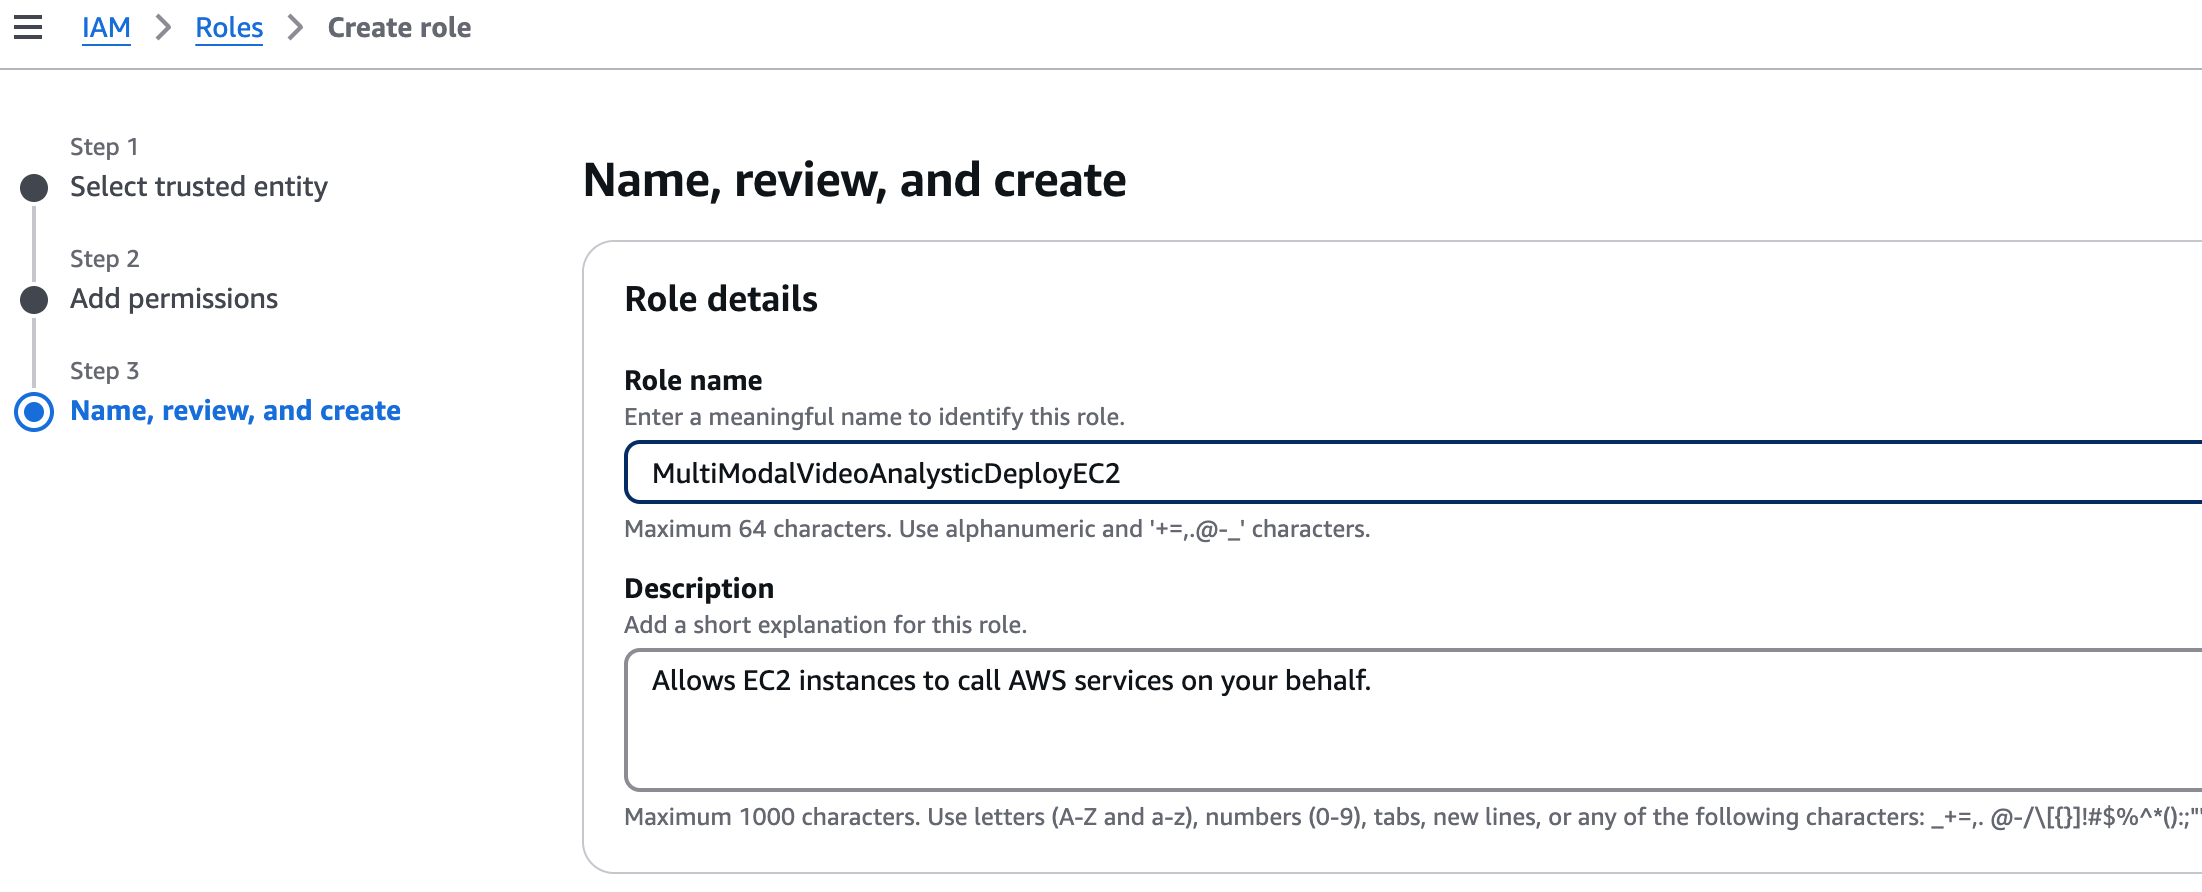 IAM > Roles > Create role
Step 1
Select trusted entity
Step 2
Add permissions
Step 3
Name, review, and create
Name, review, and create
Role details
Role name
Enter a meaningful name to identify this role.
MultiModalVideoAnalysticDeployEC2
Maximum 64 characters. Use alphanumeric and '+=,.@-_' characters.
Description
Add a short explanation for this role.
Allows EC2 instances to call AWS services on your behalf.
Maximum 1000 characters. Use letters (A-Z and a-z), numbers (0-9), tabs, new lines, or any of the following characters: _+=,. @-/\[{}]!#$%^*():;"'